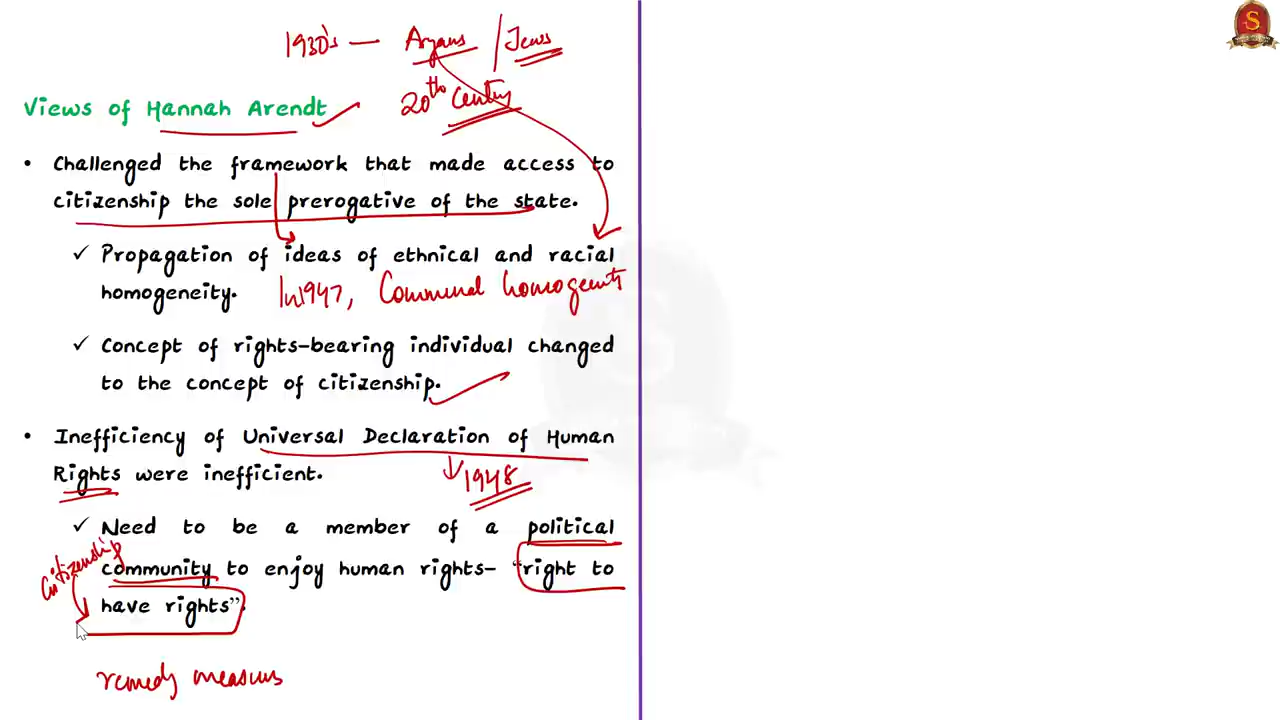 1930's — Aryans / Jews
20th Century
Views of Hannah Arendt
• Challenged the framework that made access to
citizenship the sole prerogative of the state.
✓ Propagation of ideas of ethnical and racial
homogeneity. In 1947, Communal homogeneity
✓ Concept of rights-bearing individual changed
to the concept of citizenship.
• Inefficiency of Universal Declaration of Human
Rights were inefficient. 1948
✓ Need to be a member of a political
Citizenship
community to enjoy human rights- “right to
have rights”.
remedy measures
S